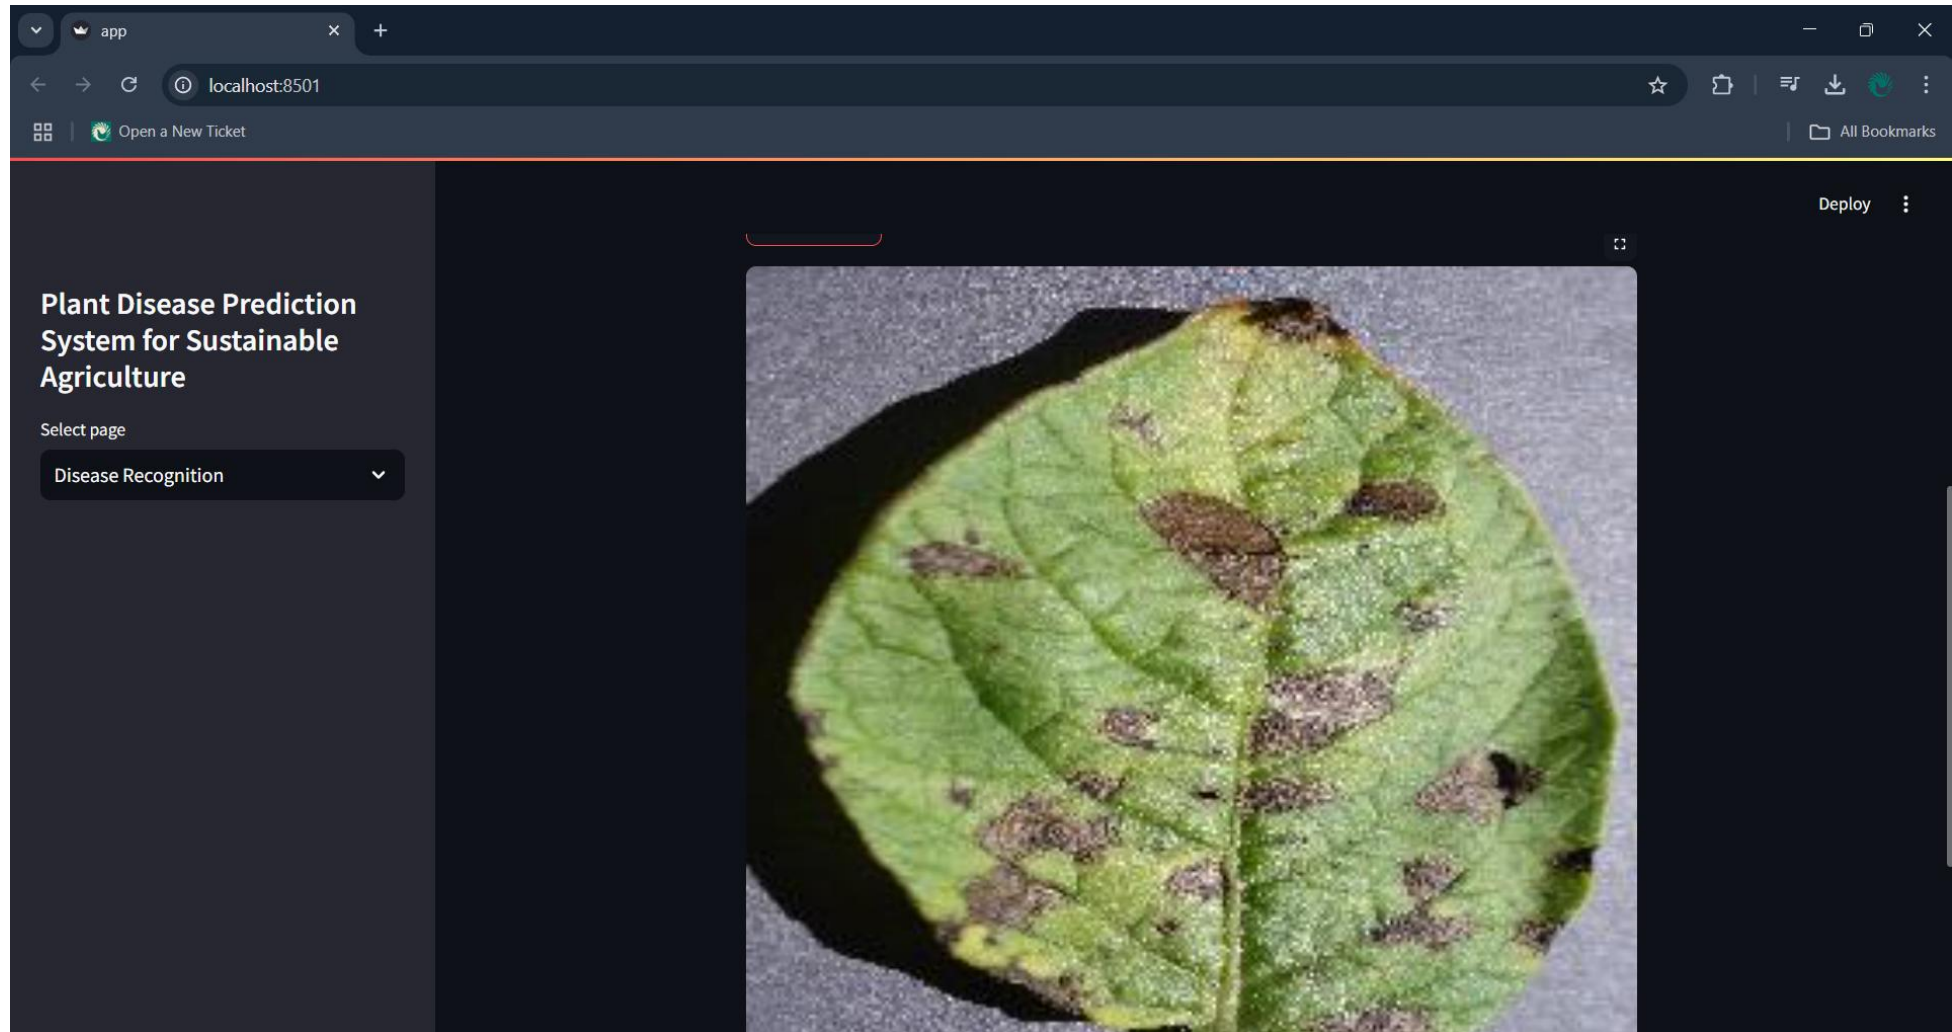 app
localhost:8501
Open a New Ticket
All Bookmarks
Deploy
Plant Disease Prediction
System for Sustainable
Agriculture
Select page
Disease Recognition